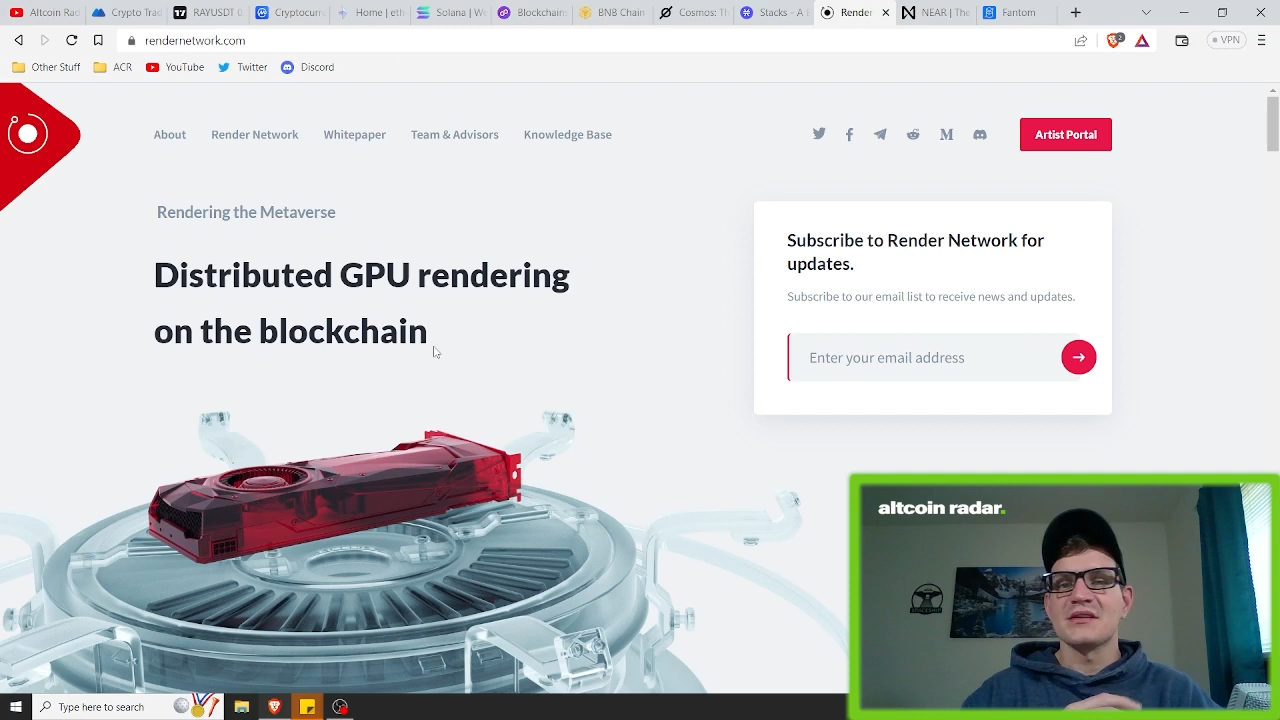 Altcoin Rad
Crypto Trad
RAYUSDT 0
Cryptocurr
Home | eth
Solana | W
Blockchain
BNB Chain
Cosmos: Th
Stacks - A B
Render
NEAR | The
Fantom
rendernetwork.com
2
VPN
Other Stuff
ACR
YouTube
Twitter
Discord
About
Render Network
Whitepaper
Team & Advisors
Knowledge Base
Artist Portal
Rendering the Metaverse
Distributed GPU rendering
on the blockchain
Subscribe to Render Network for
updates.
Subscribe to our email list to receive news and updates.
Enter your email address
altcoin radar.
Type here to search